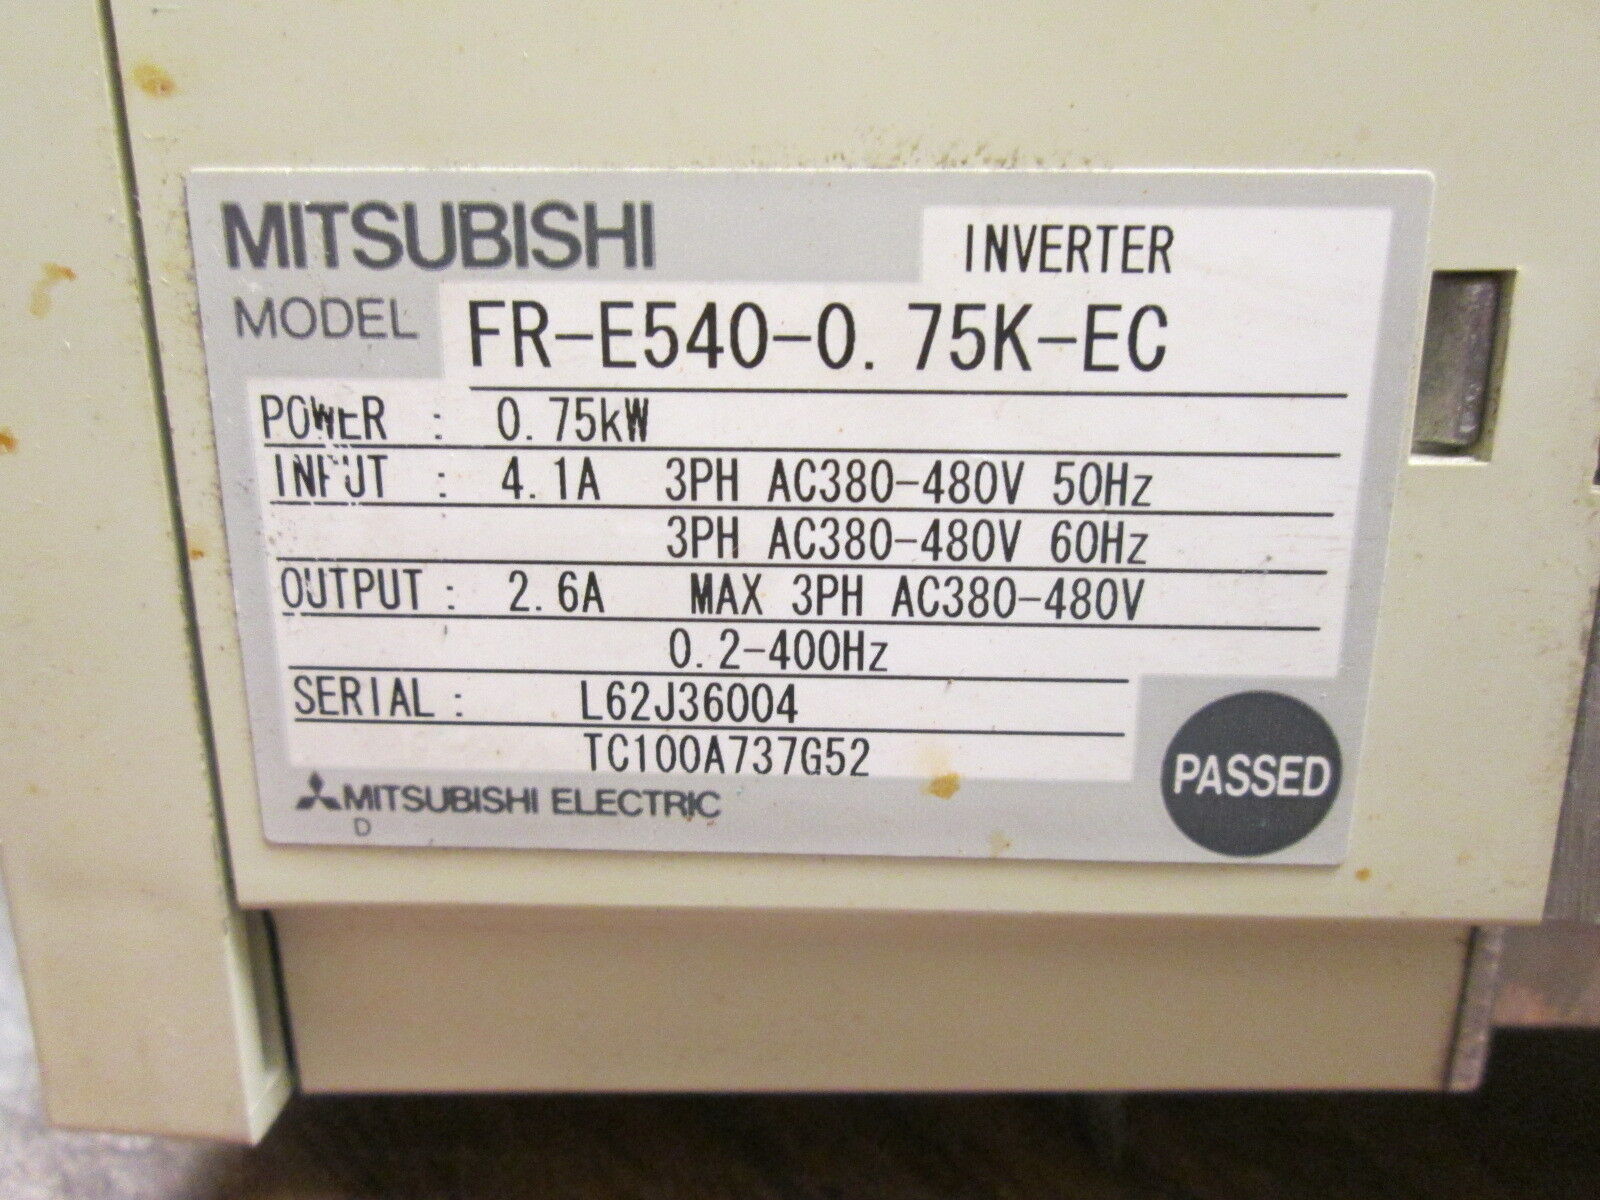 MITSUBISHI INVERTER
MODEL FR-E540-0.75K-EC
POWER : 0.75kW
INPUT : 4.1A 3PH AC380-480V 50Hz
3PH AC380-480V 60Hz
OUTPUT : 2.6A MAX 3PH AC380-480V
0.2-400Hz
SERIAL : L62J36004
TC100A737G52
PASSED
MITSUBISHI ELECTRIC
D